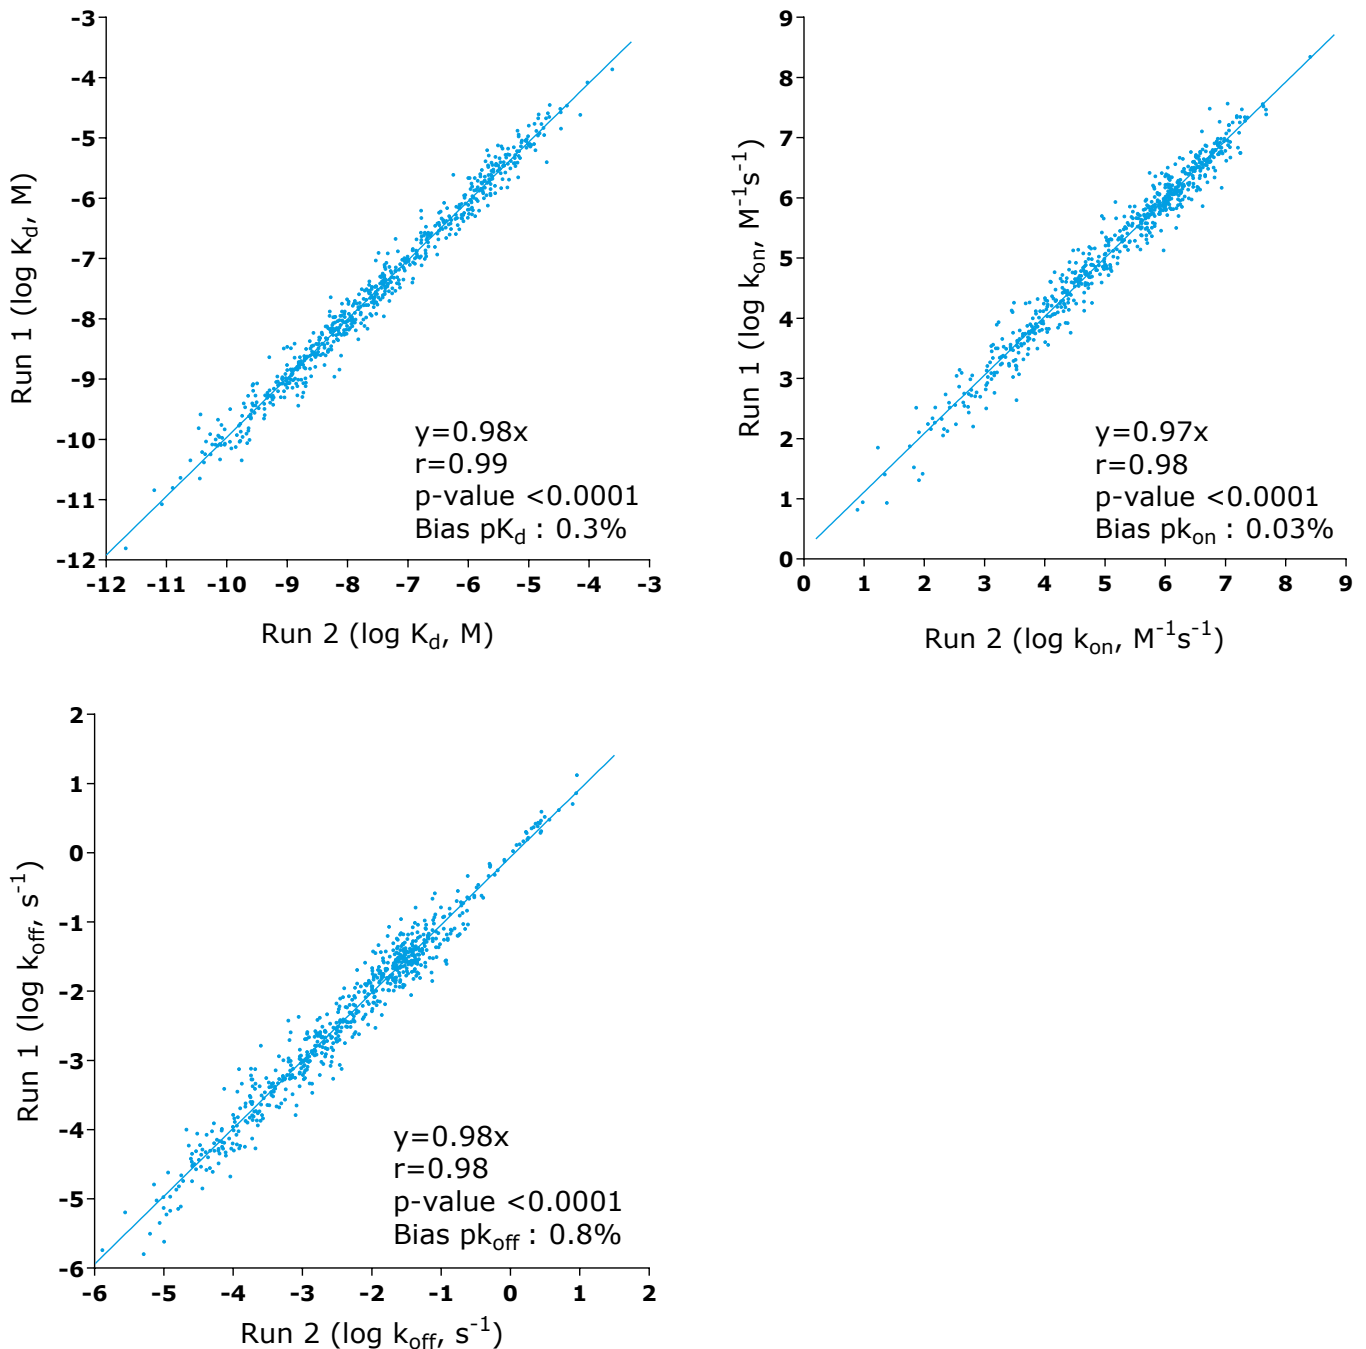 -3
-4
-5
-6
-7
-8
-9
-10
-11
-12
Run 1 (log Kd, M)
y=0.98x
r=0.99
p-value <0.0001
Bias pKd : 0.3%
-12 -11 -10 -9 -8 -7 -6 -5 -4 -3
Run 2 (log Kd, M)
9
8
7
6
5
4
3
2
1
0
Run 1 (log kon, M-1s-1)
y=0.97x
r=0.98
p-value <0.0001
Bias pkon : 0.03%
0 1 2 3 4 5 6 7 8 9
Run 2 (log kon, M-1s-1)
2
1
0
-1
-2
-3
-4
-5
-6
Run 1 (log koff, s-1)
y=0.98x
r=0.98
p-value <0.0001
Bias pkoff : 0.8%
-6 -5 -4 -3 -2 -1 0 1 2
Run 2 (log koff, s-1)